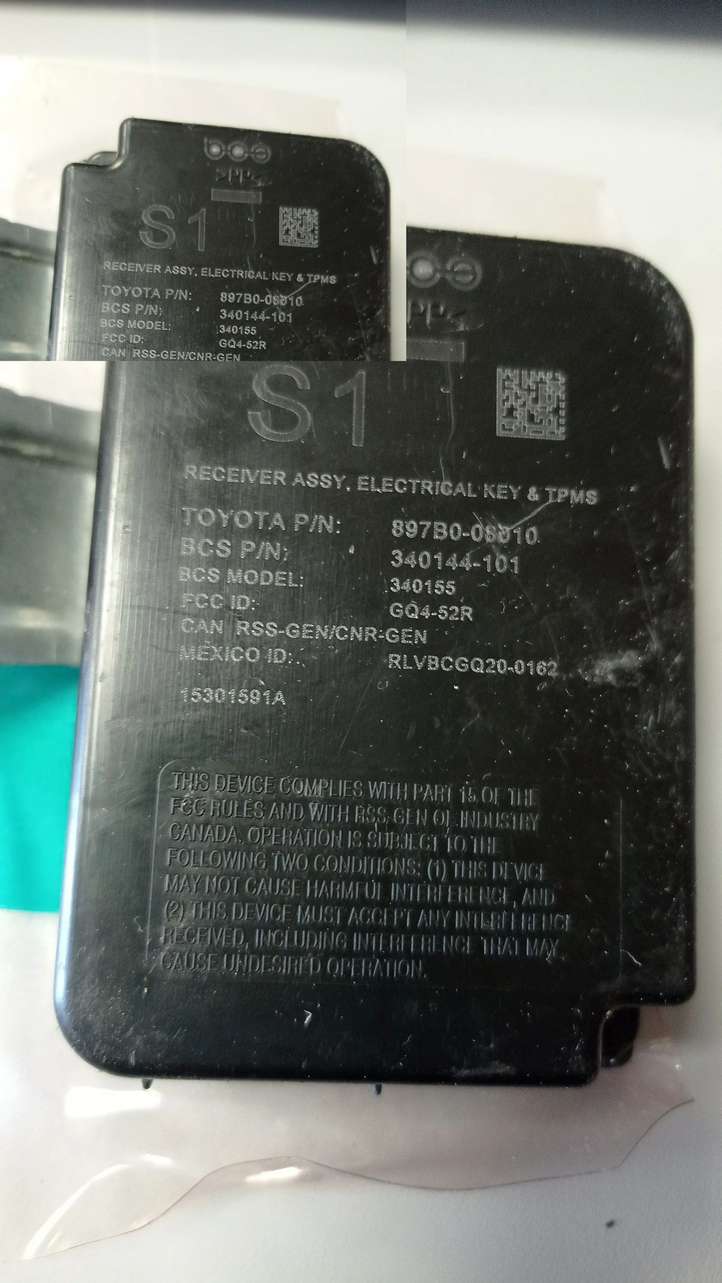 bcs
S1
RECEIVER ASSY, ELECTRICAL KEY & TPMS
TOYOTA P/N: 897B0-08010
BCS P/N: 340144-101
BCS MODEL: 340155
FCC ID: GQ4-52R
CAN RSS-GEN/CNR-GEN
S1
RECEIVER ASSY, ELECTRICAL KEY & TPMS
TOYOTA P/N: 897B0-08010
BCS P/N: 340144-101
BCS MODEL: 340155
FCC ID: GQ4-52R
CAN RSS-GEN/CNR-GEN
MEXICO ID: RLVBCGQ20-0162
15301591A
THIS DEVICE COMPLIES WITH PART 15 OF THE
FCC RULES AND WITH RSS-GEN OF INDUSTRY
CANADA. OPERATION IS SUBJECT TO THE
FOLLOWING TWO CONDITIONS: (1) THIS DEVICE
MAY NOT CAUSE HARMFUL INTERFERENCE, AND
(2) THIS DEVICE MUST ACCEPT ANY INTERFERENCE
RECEIVED, INCLUDING INTERFERENCE THAT MAY
CAUSE UNDESIRED OPERATION.